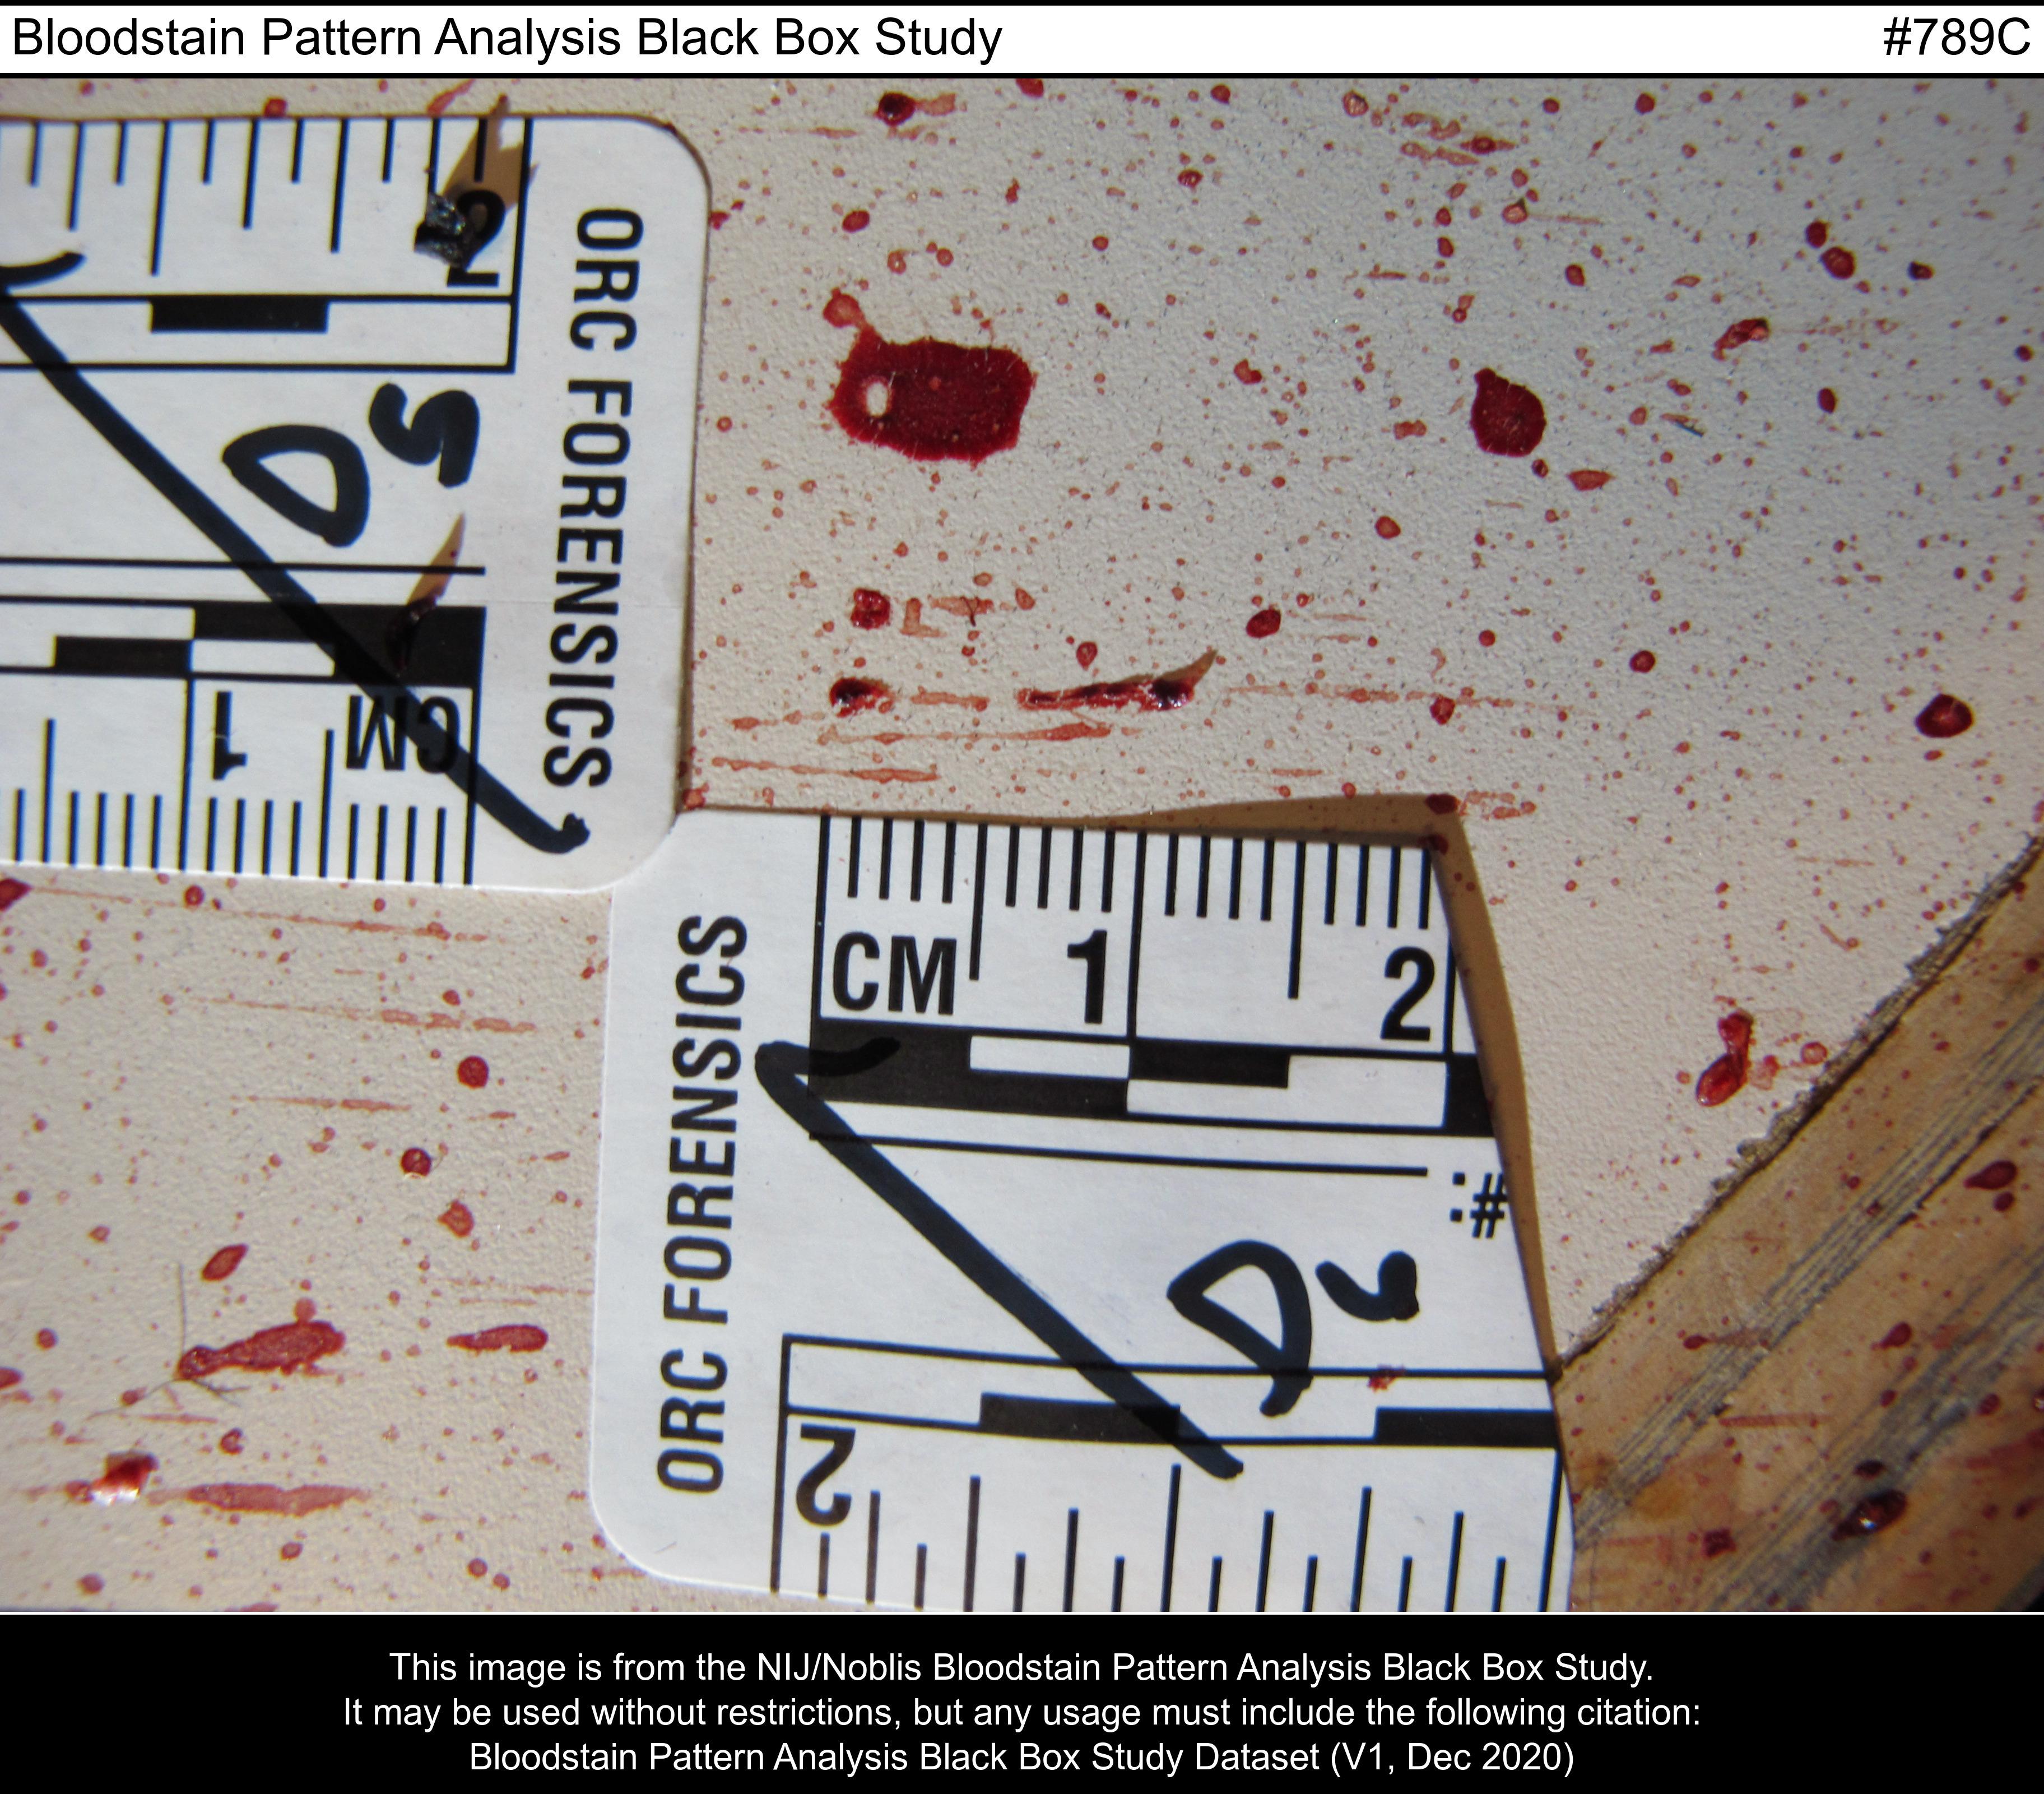 Bloodstain Pattern Analysis Black Box Study #789C
2
ORC FORENSICS
1 CM
ORC FORENSICS
CM 1 2
#:
2
This image is from the NIJ/Noblis Bloodstain Pattern Analysis Black Box Study.
It may be used without restrictions, but any usage must include the following citation:
Bloodstain Pattern Analysis Black Box Study Dataset (V1, Dec 2020)